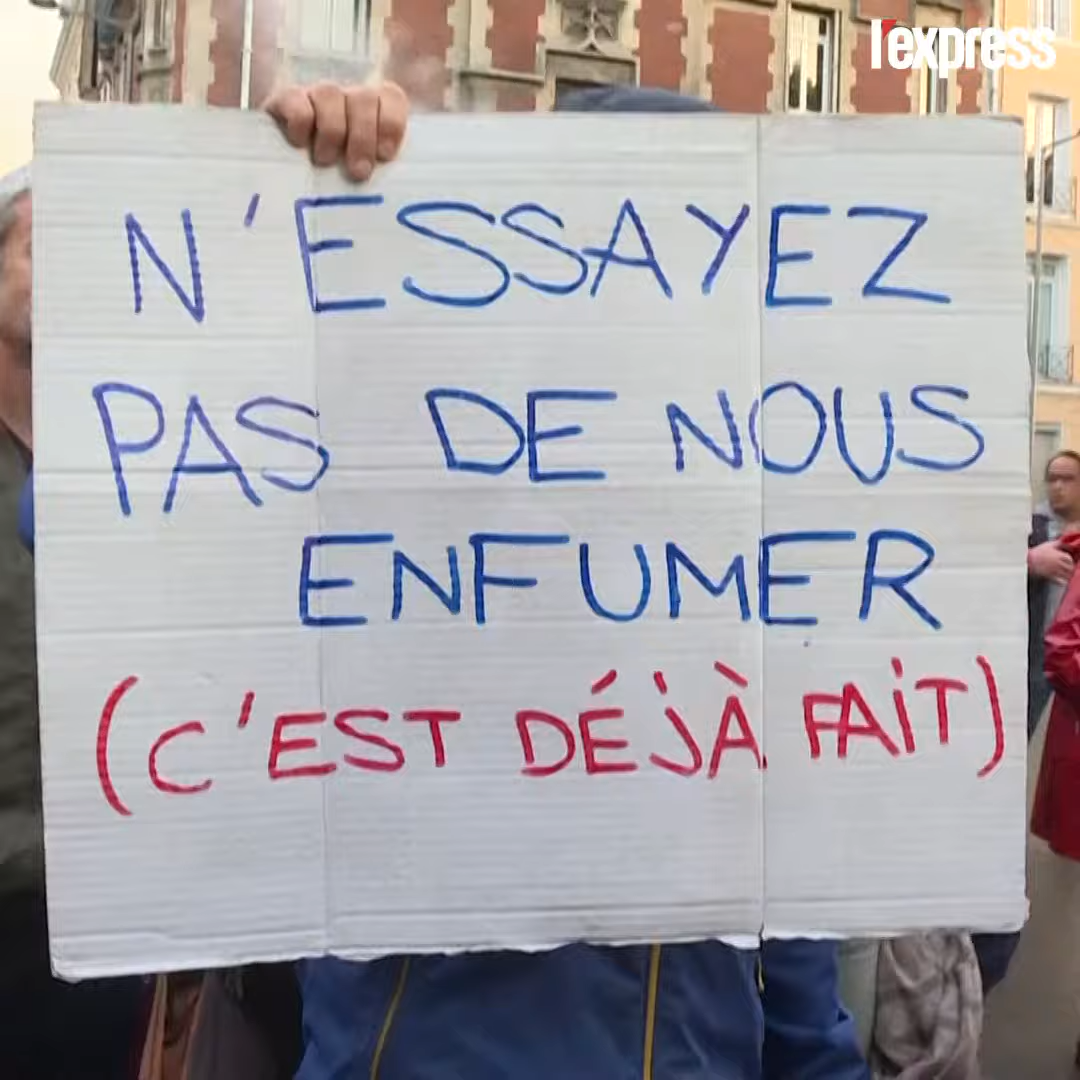 l'express
N'ESSAYEZ
PAS DE NOUS
ENFUMER
(C'EST DÉJÀ FAiT)